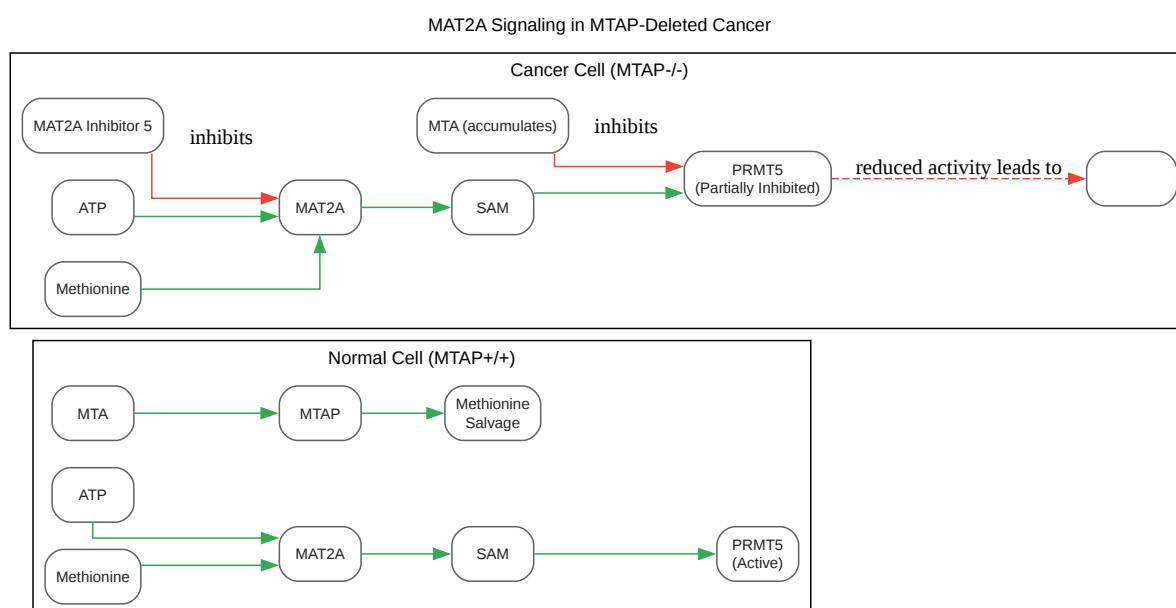 MAT2A Signaling in MTAP-Deleted Cancer
Cancer Cell (MTAP-/-)
MAT2A Inhibitor 5
inhibits
MTA (accumulates)
inhibits
PRMT5
(Partially Inhibited)
reduced activity leads to
ATP
MAT2A
SAM
Methionine
Normal Cell (MTAP+/+)
MTA
MTAP
Methionine
Salvage
ATP
MAT2A
SAM
PRMT5
(Active)
Methionine